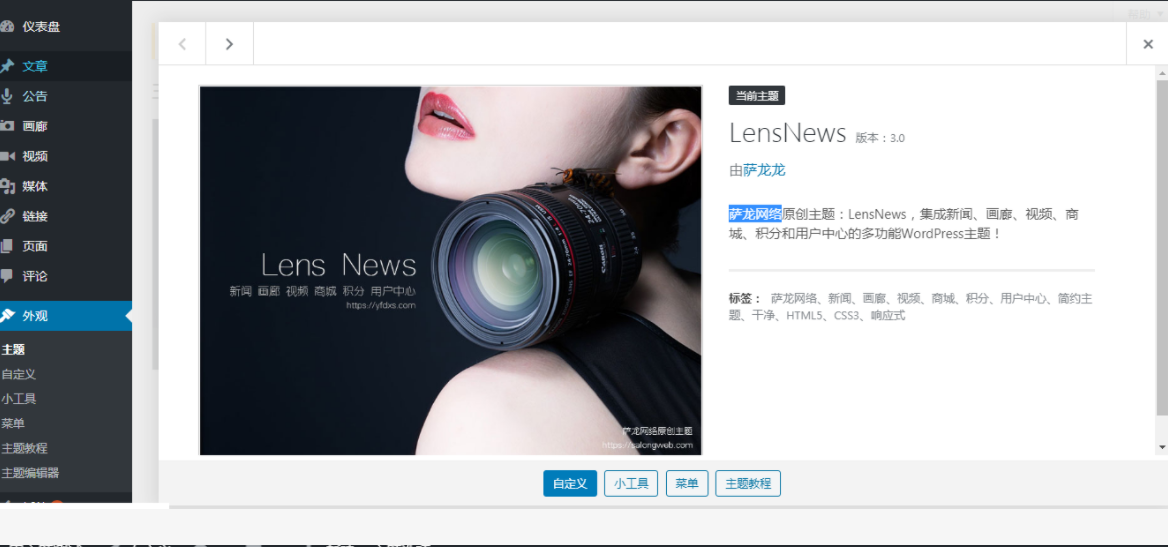 仪表盘
文章
公告
画廊
视频
媒体
链接
页面
评论
外观
主题
自定义
小工具
菜单
主题教程
主题编辑器
帮助
Lens News
新闻 画廊 视频 商城 积分 用户中心
https://yfdxs.com
萨龙网络原创主题
https://salongweb.com
当前主题
LensNews 版本：3.0
由萨龙龙
萨龙网络原创主题：LensNews，集成新闻、画廊、视频、商
城、积分和用户中心的多功能WordPress主题！
标签： 萨龙网络、新闻、画廊、视频、商城、积分、用户中心、简约主
题、干净、HTML5、CSS3、响应式
自定义 小工具 菜单 主题教程